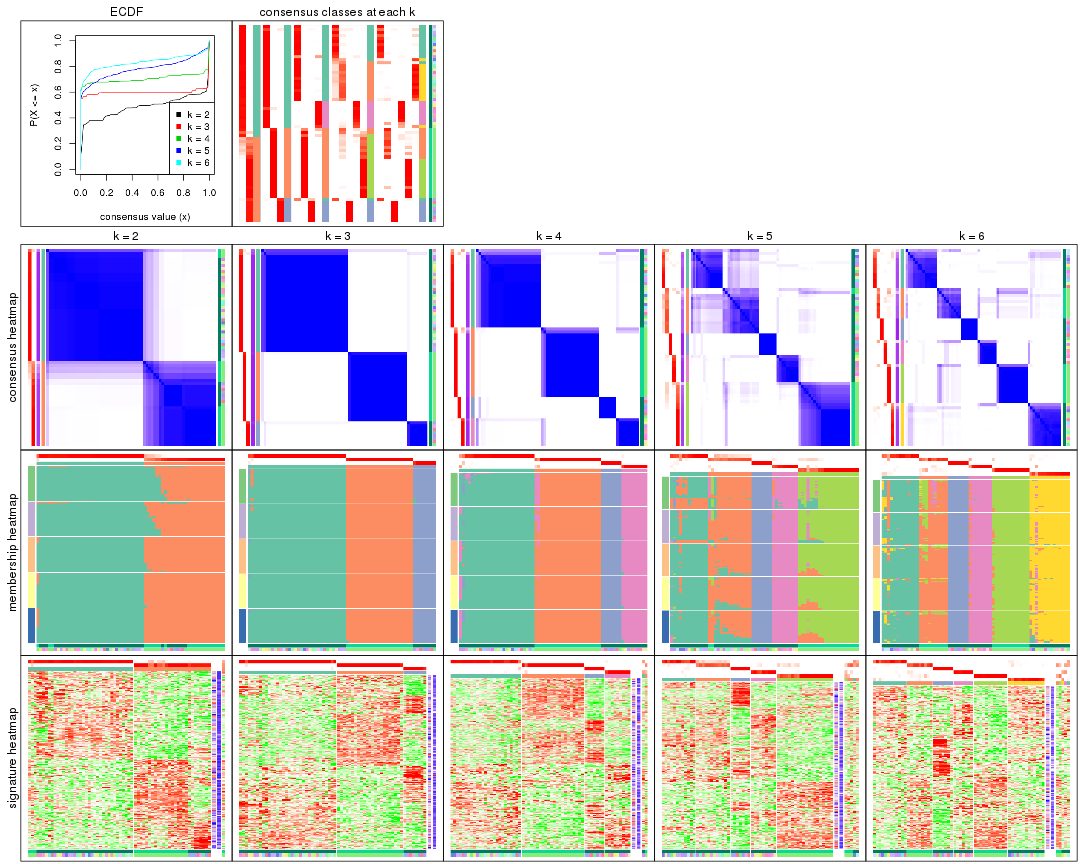 ECDF
consensus classes at each k
P(X <= x)
0.0 0.2 0.4 0.6 0.8 1.0
k = 2
k = 3
k = 4
k = 5
k = 6
0.0 0.2 0.4 0.6 0.8 1.0
consensus value (x)
k = 2
k = 3
k = 4
k = 5
k = 6
consensus heatmap
membership heatmap
signature heatmap